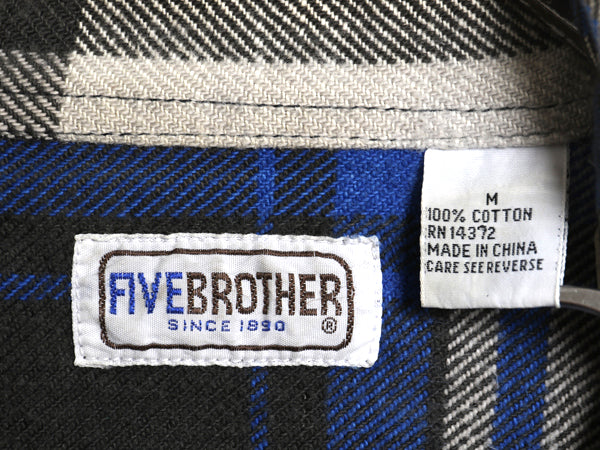 FIVEBROTHER
SINCE 1890 ®
M
100% COTTON
RN 14372
MADE IN CHINA
CARE SEE REVERSE